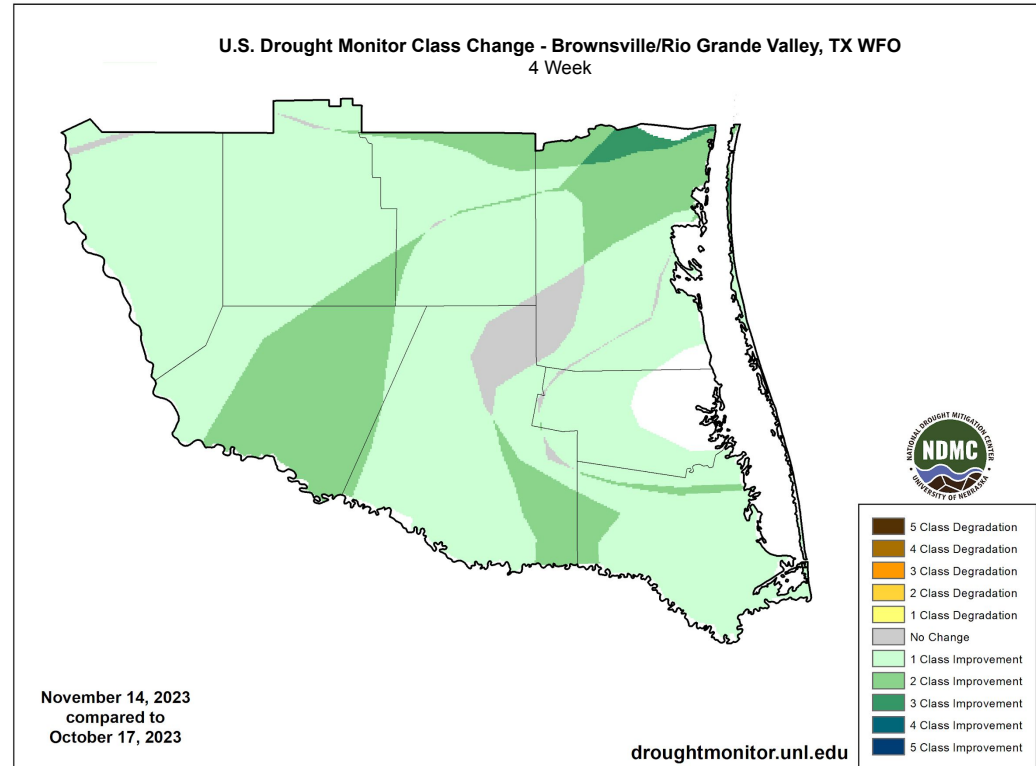 U.S. Drought Monitor Class Change - Brownsville/Rio Grande Valley, TX WFO
4 Week
NATIONAL DROUGHT MITIGATION CENTER
NDMC
UNIVERSITY OF NEBRASKA
5 Class Degradation
4 Class Degradation
3 Class Degradation
2 Class Degradation
1 Class Degradation
No Change
1 Class Improvement
2 Class Improvement
3 Class Improvement
4 Class Improvement
5 Class Improvement
November 14, 2023
compared to
October 17, 2023
droughtmonitor.unl.edu